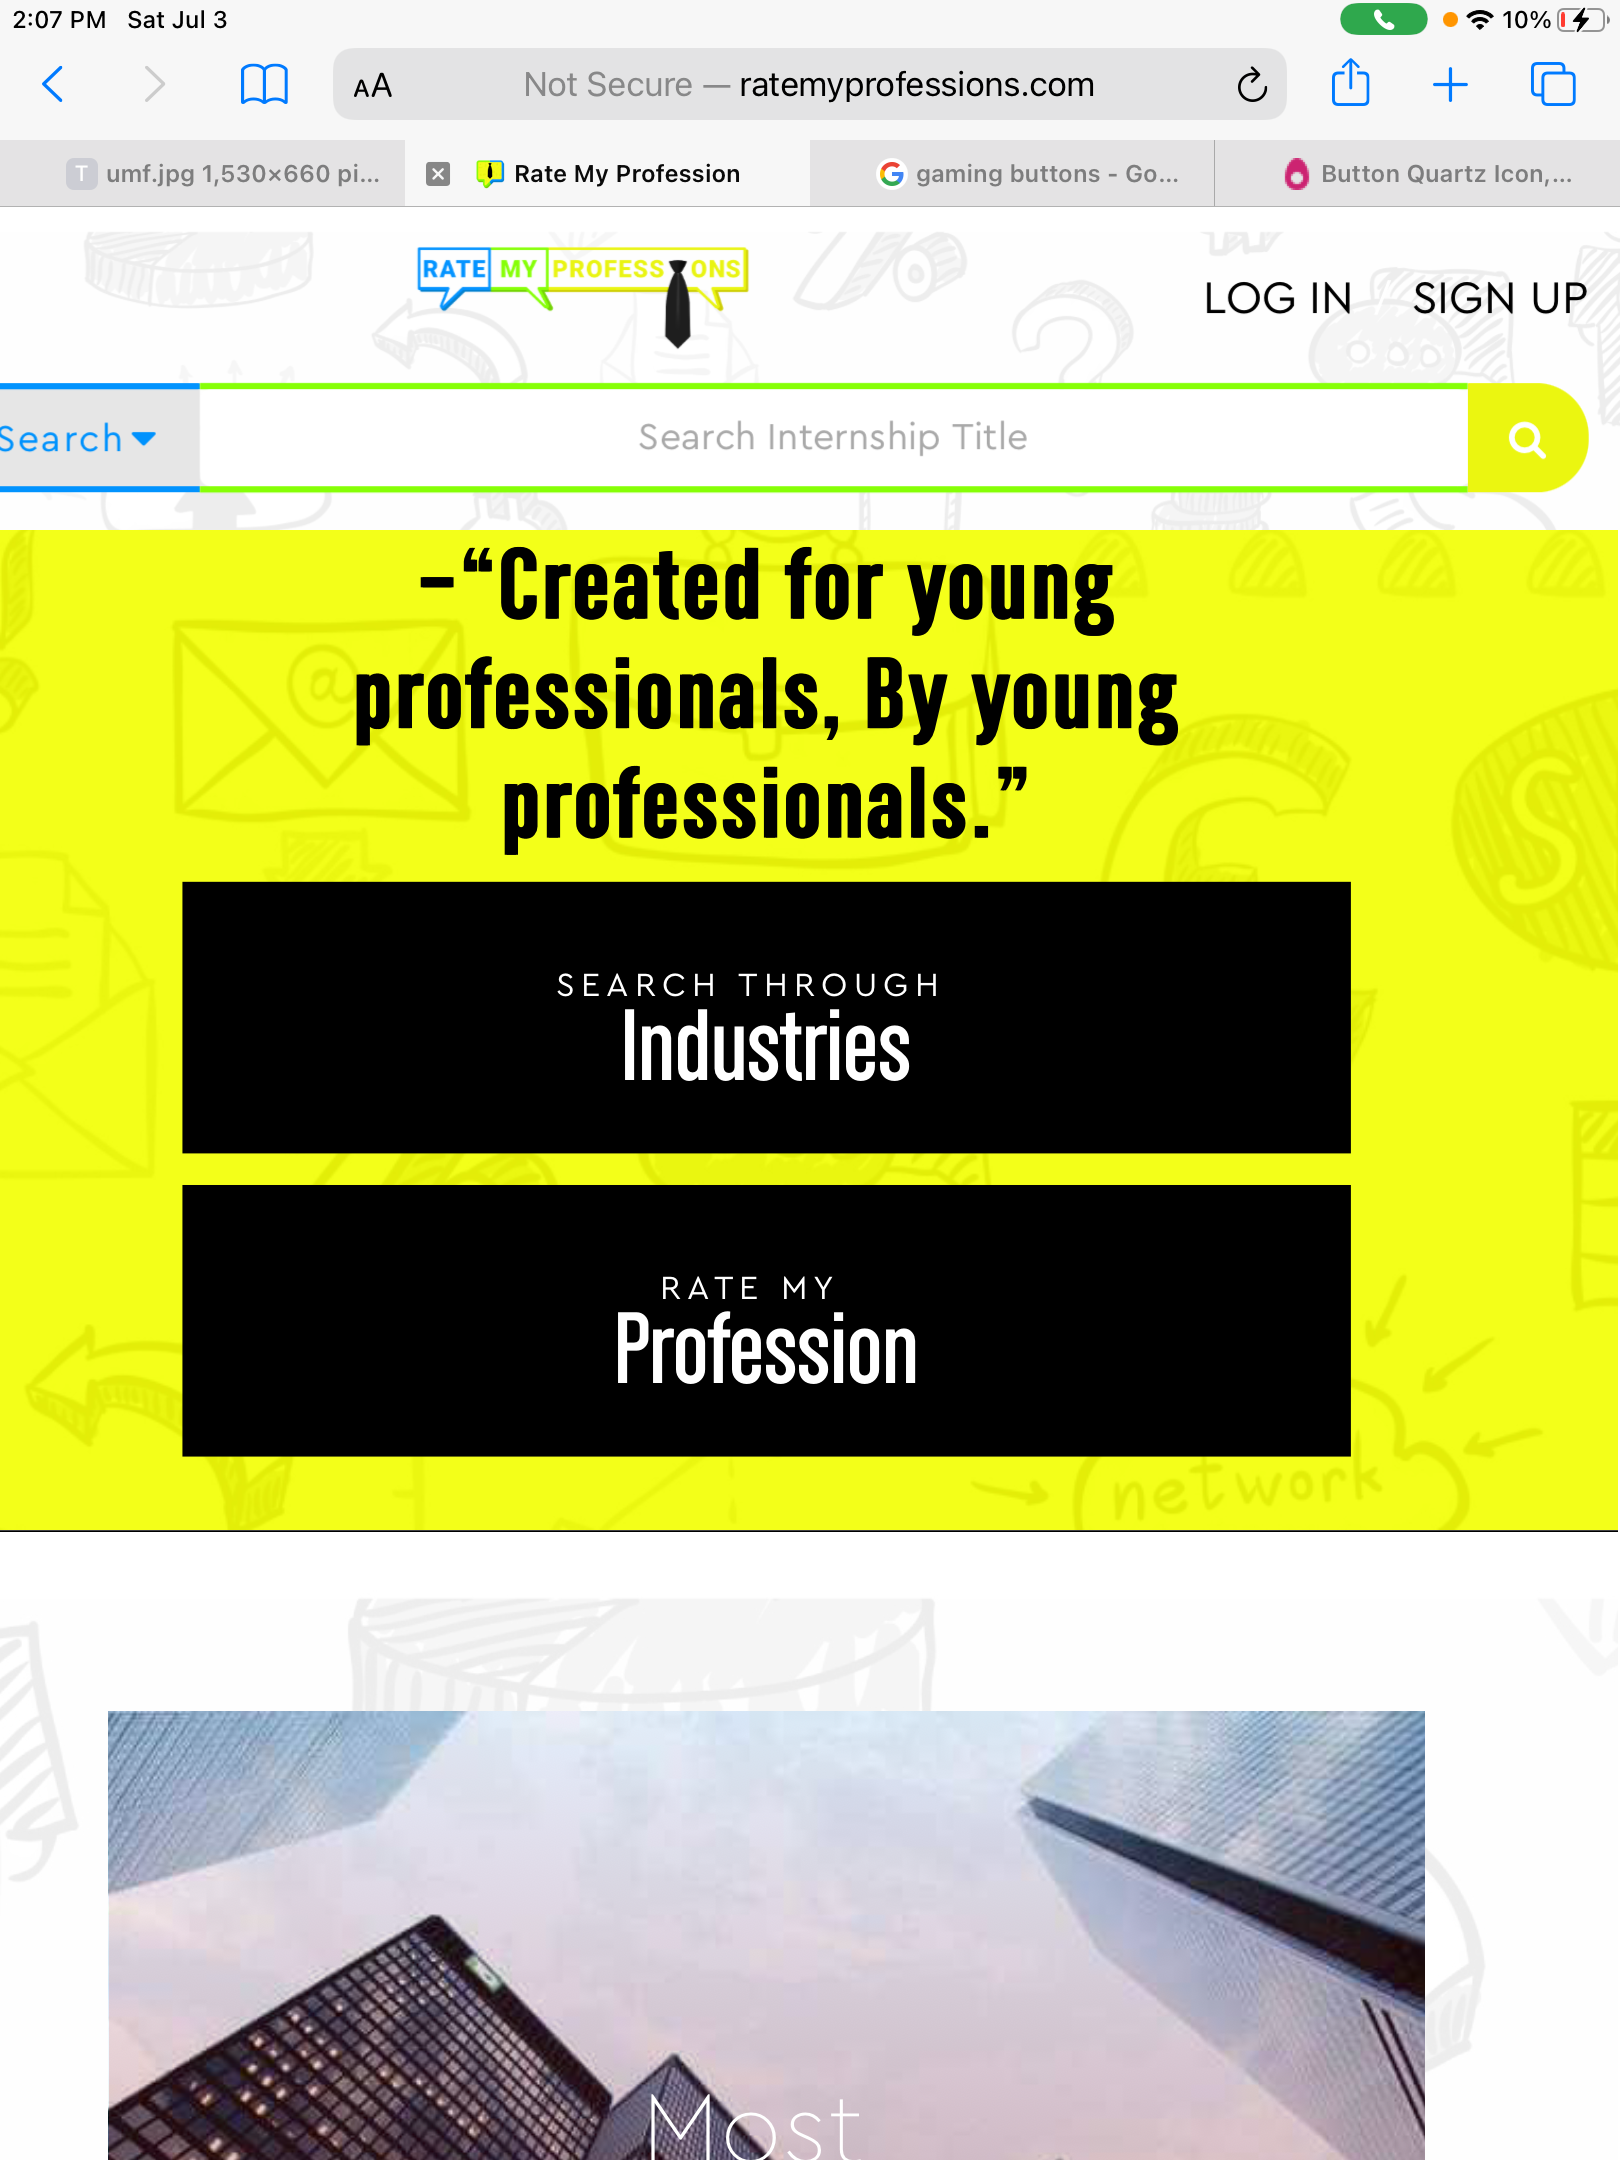 2:07 PM Sat Jul 3
10%
AA
Not Secure — ratemyprofessions.com
T umf.jpg 1,530×660 pi...
Rate My Profession
gaming buttons - Go...
Button Quartz Icon,...
RATE MY PROFESS ONS
LOG IN SIGN UP
Search
Search Internship Title
–“Created for young
professionals, By young
professionals.”
SEARCH THROUGH
Industries
RATE MY
Profession
@
S
network
Most